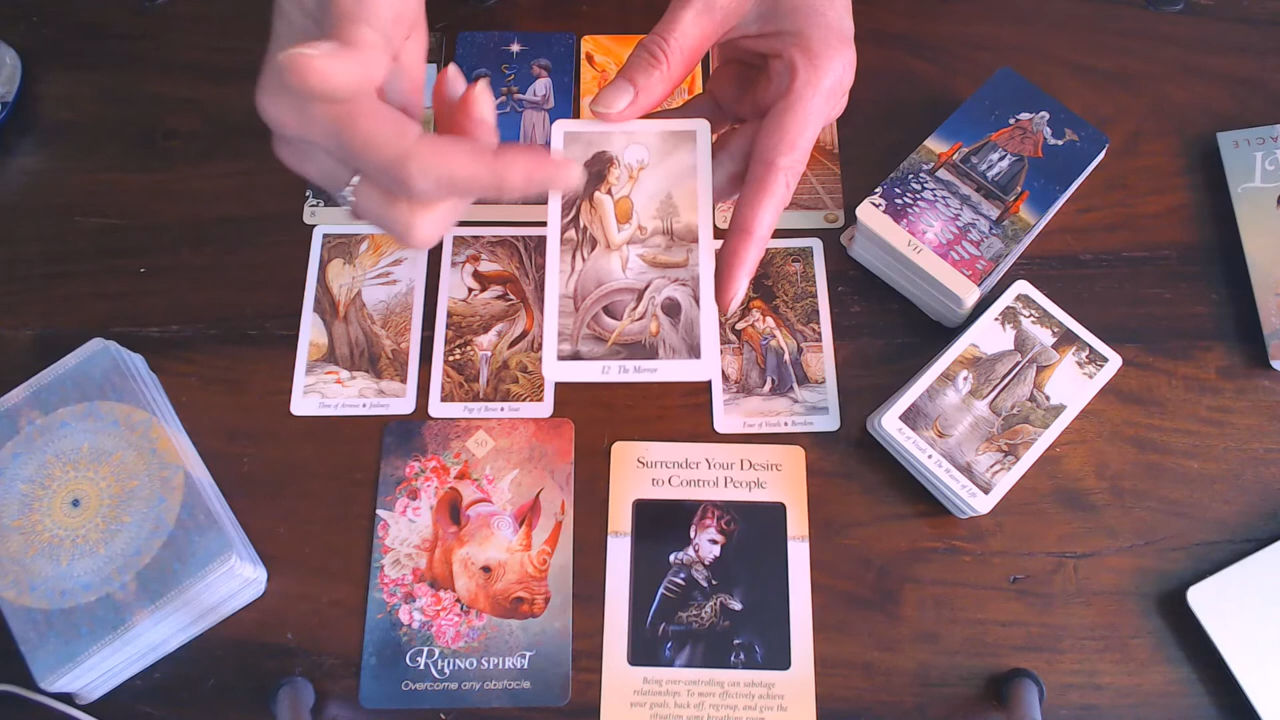 8
2
VII
ACLE
12 The Mirror
Three of Arrows Jealousy
Page of Bows Stoat
Four of Vessels Boredom
Ace of Vessels The Waters of Life
50
RHINO SPIRIT
Overcome any obstacle.
Surrender Your Desire
to Control People
Being over-controlling can sabotage
relationships. To more effectively achieve
your goals, back off, regroup, and give the
situation some breathing room.